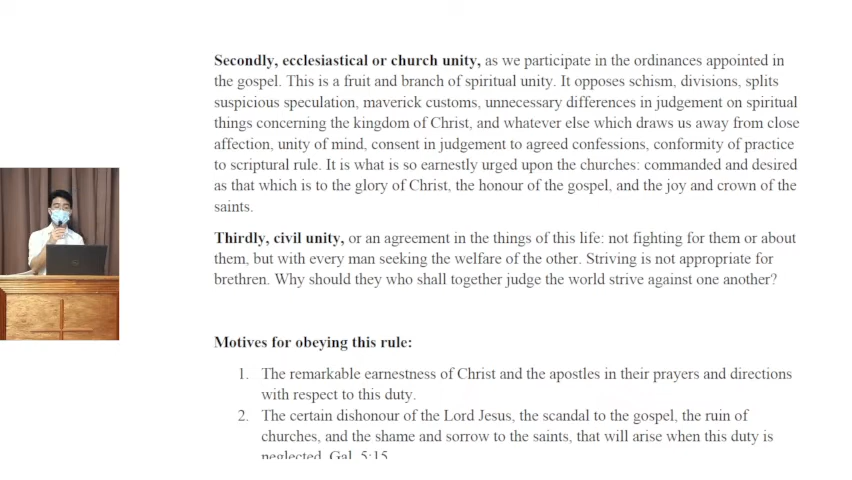 Secondly, ecclesiastical or church unity, as we participate in the ordinances appointed in
the gospel. This is a fruit and branch of spiritual unity. It opposes schism, divisions, splits
suspicious speculation, maverick customs, unnecessary differences in judgement on spiritual
things concerning the kingdom of Christ, and whatever else which draws us away from close
affection, unity of mind, consent in judgement to agreed confessions, conformity of practice
to scriptural rule. It is what is so earnestly urged upon the churches: commanded and desired
as that which is to the glory of Christ, the honour of the gospel, and the joy and crown of the
saints.
Thirdly, civil unity, or an agreement in the things of this life: not fighting for them or about
them, but with every man seeking the welfare of the other. Striving is not appropriate for
brethren. Why should they who shall together judge the world strive against one another?
Motives for obeying this rule:
1. The remarkable earnestness of Christ and the apostles in their prayers and directions
with respect to this duty.
2. The certain dishonour of the Lord Jesus, the scandal to the gospel, the ruin of
churches, and the shame and sorrow to the saints, that will arise when this duty is
neglected. Gal. 5:15